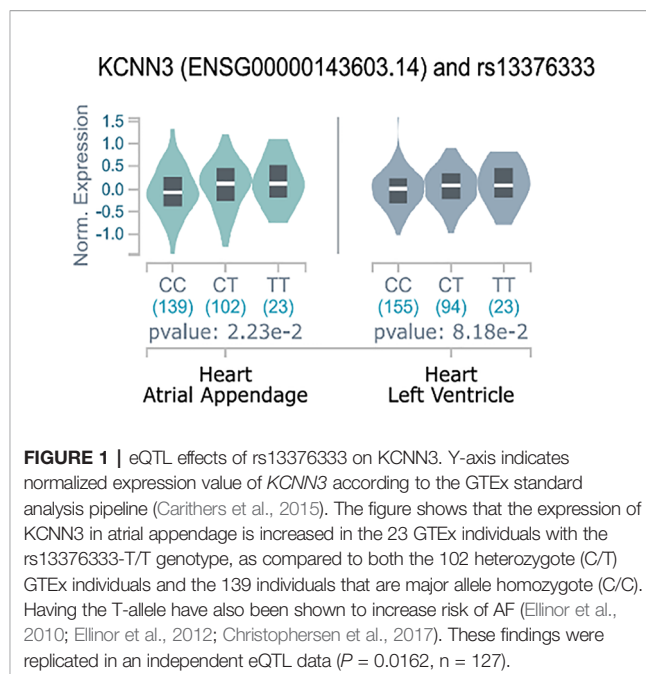 KCNN3 (ENSG00000143603.14) and rs13376333
Norm. Expression
1.5
1.0
0.5
0.0
-0.5
-1.0
CC CT TT CC CT TT
(139) (102) (23) (155) (94) (23)
pvalue: 2.23e-2 pvalue: 8.18e-2
Heart Heart
Atrial Appendage Left Ventricle
FIGURE 1 | eQTL effects of rs13376333 on KCNN3. Y-axis indicates
normalized expression value of KCNN3 according to the GTEx standard
analysis pipeline (Carithers et al., 2015). The figure shows that the expression of
KCNN3 in atrial appendage is increased in the 23 GTEx individuals with the
rs13376333-T/T genotype, as compared to both the 102 heterozygote (C/T)
GTEx individuals and the 139 individuals that are major allele homozygote (C/C).
Having the T-allele have also been shown to increase risk of AF (Ellinor et al.,
2010; Ellinor et al., 2012; Christophersen et al., 2017). These findings were
replicated in an independent eQTL data (P = 0.0162, n = 127).